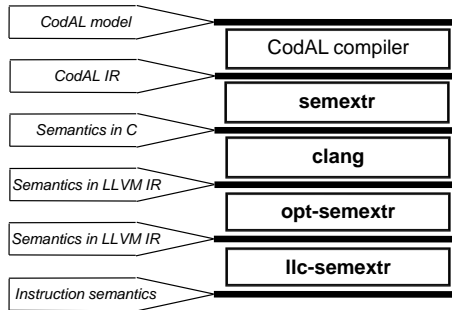 CodAL model
CodAL compiler
CodAL IR
semextr
Semantics in C
clang
Semantics in LLVM IR
opt-semextr
Semantics in LLVM IR
llc-semextr
Instruction semantics